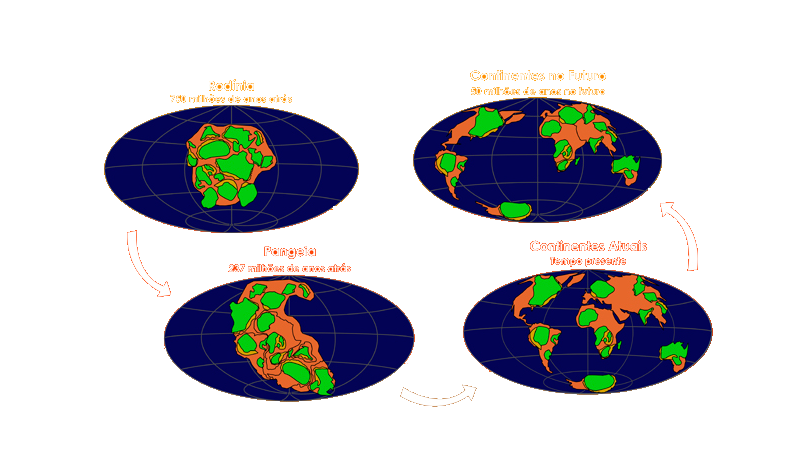 Rodínia
750 milhões de anos atrás
Continentes no Futuro
50 milhões de anos no futuro
Pangeia
237 milhões de anos atrás
Continentes Atuais
Tempo presente